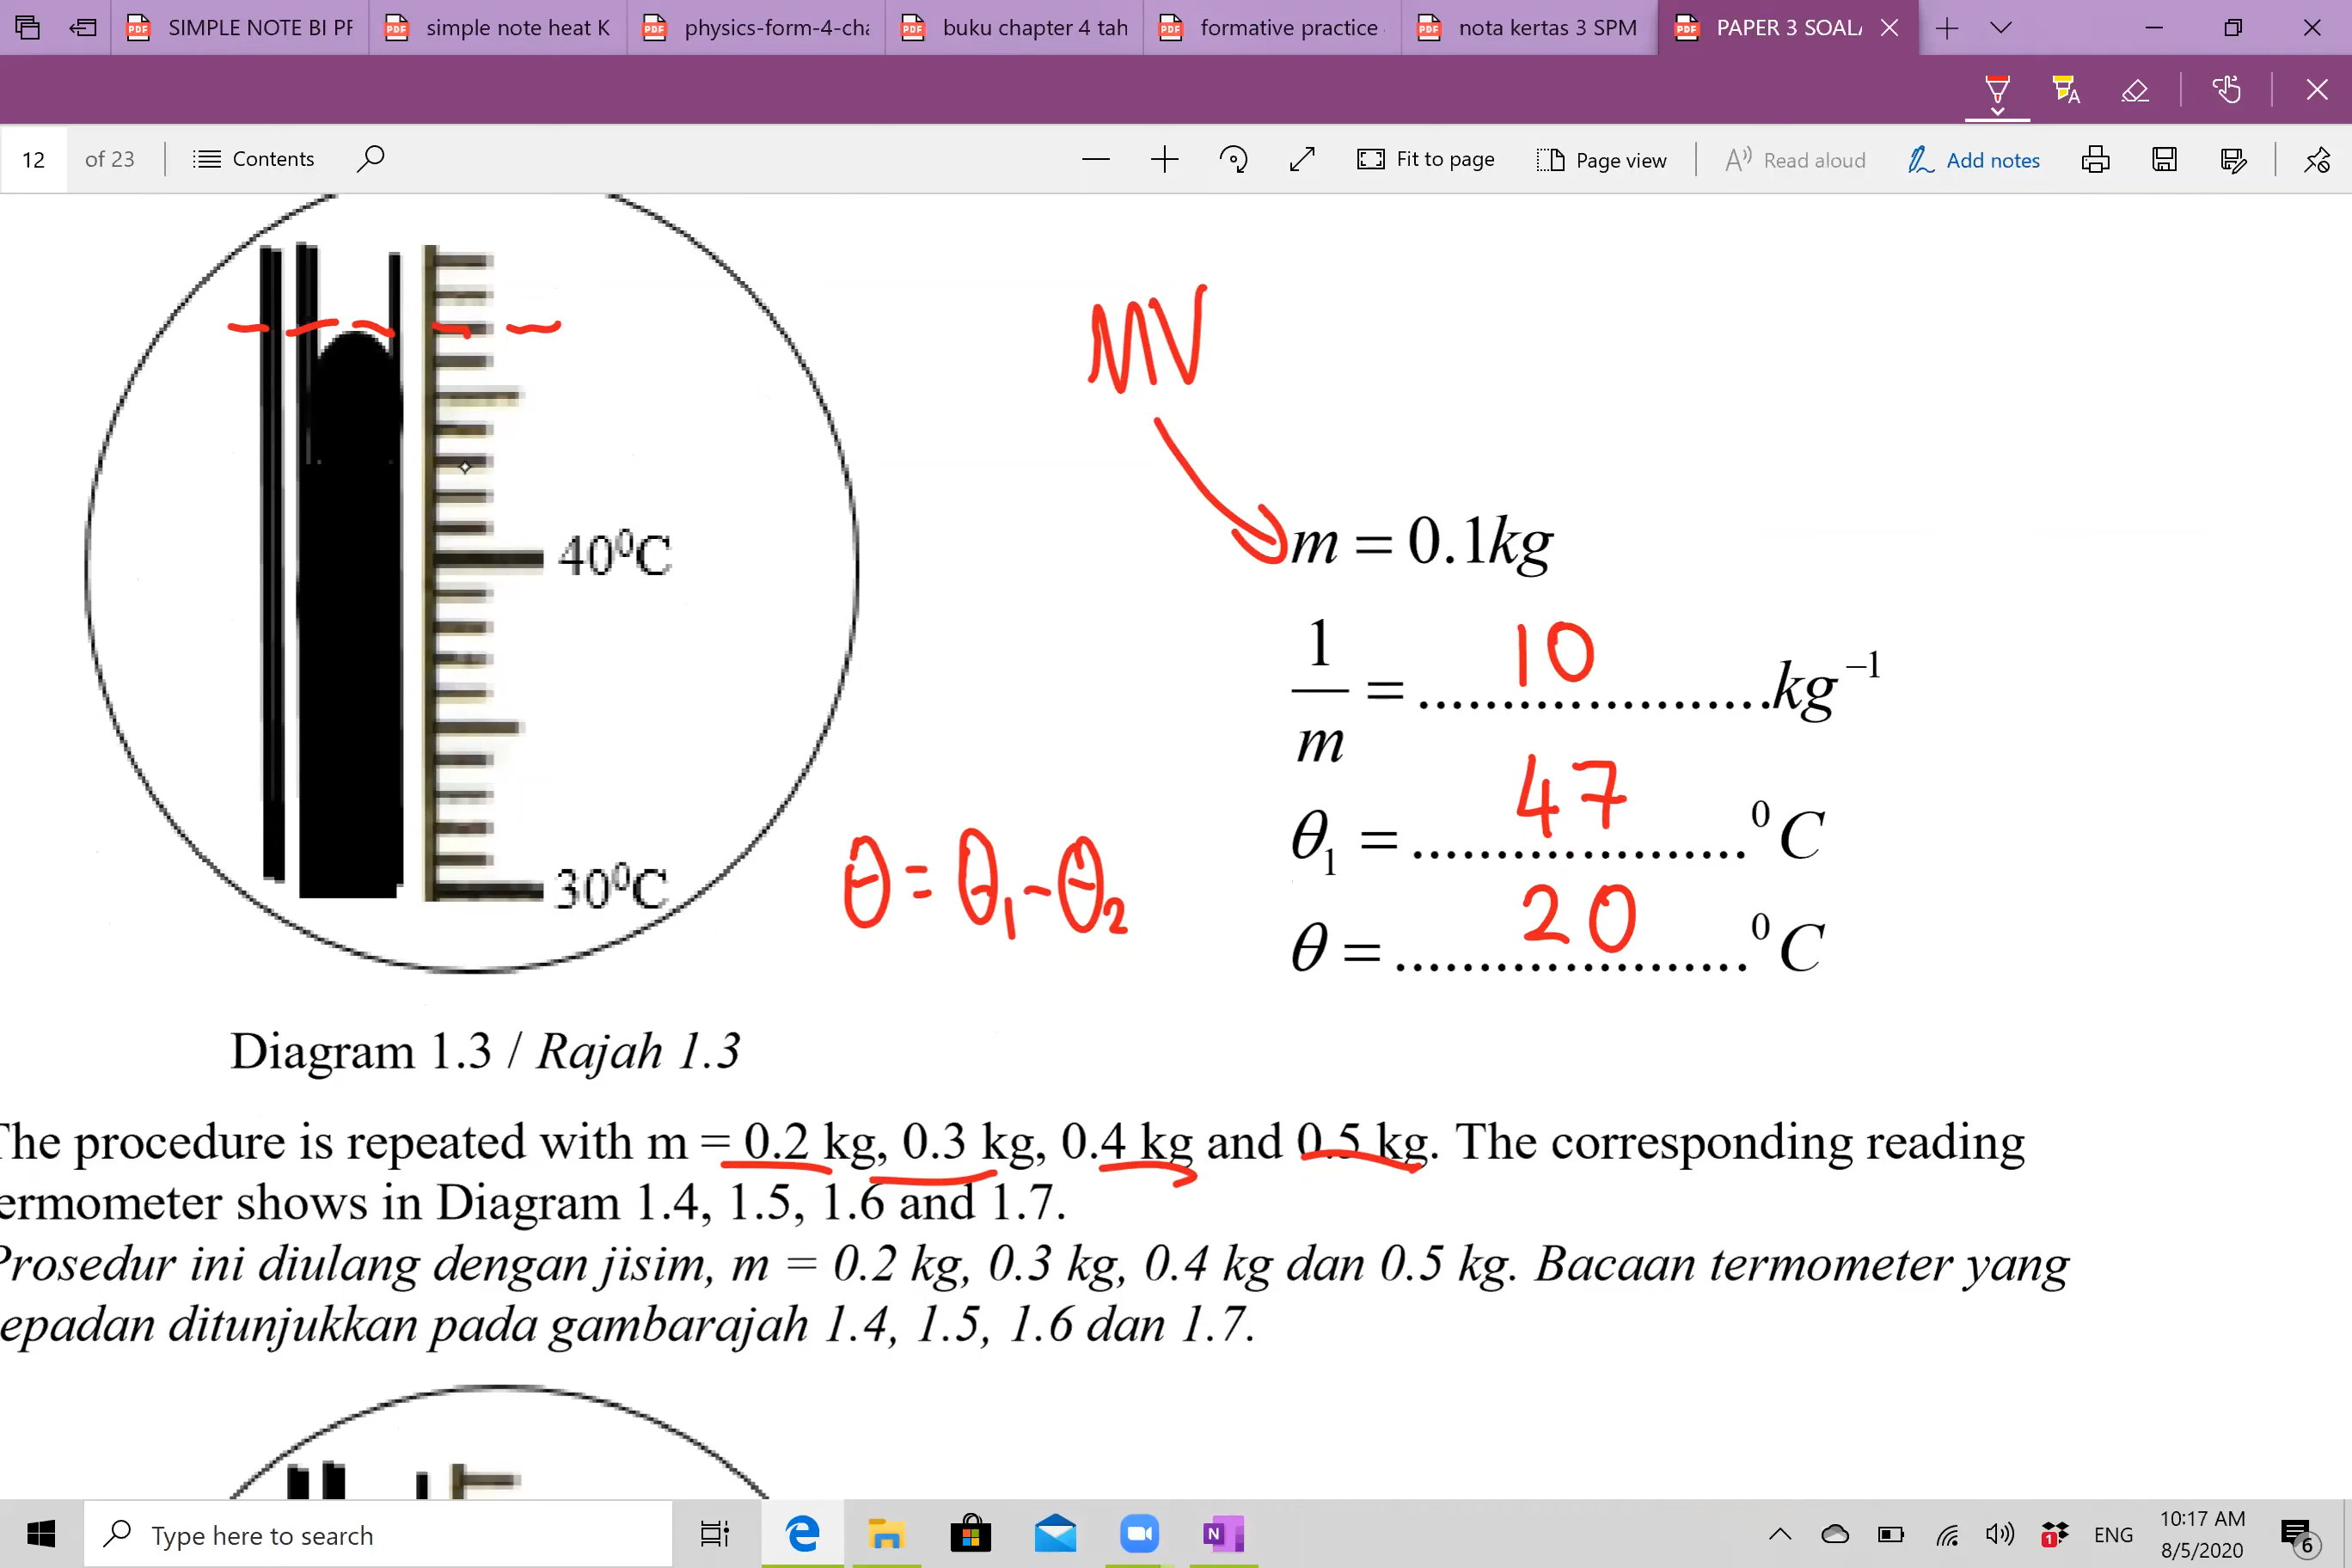 SIMPLE NOTE BI PF
simple note heat K
physics-form-4-cha
buku chapter 4 tah
formative practice
nota kertas 3 SPM
PAPER 3 SOAL
12 of 23
Contents
Fit to page
Page view
Read aloud
Add notes
MV
40⁰C
m = 0.1kg
1/m = 10 ......................kg⁻¹
θ₁ = 47 .................... ⁰C
30⁰C
θ = θ₁ - θ₂
θ = 20 ..................... ⁰C
Diagram 1.3 / Rajah 1.3
The procedure is repeated with m = 0.2 kg, 0.3 kg, 0.4 kg and 0.5 kg. The corresponding reading
ermometer shows in Diagram 1.4, 1.5, 1.6 and 1.7.
Prosedur ini diulang dengan jisim, m = 0.2 kg, 0.3 kg, 0.4 kg dan 0.5 kg. Bacaan termometer yang
epadan ditunjukkan pada gambarajah 1.4, 1.5, 1.6 dan 1.7.
Type here to search
ENG
10:17 AM
8/5/2020
6